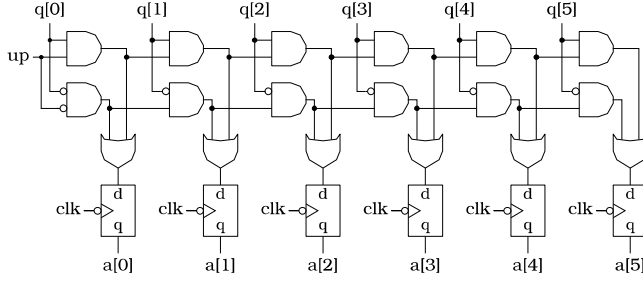 q[0] q[1] q[2] q[3] q[4] q[5]
up
d d d d d d
clk clk clk clk clk clk
q q q q q q
a[0] a[1] a[2] a[3] a[4] a[5]